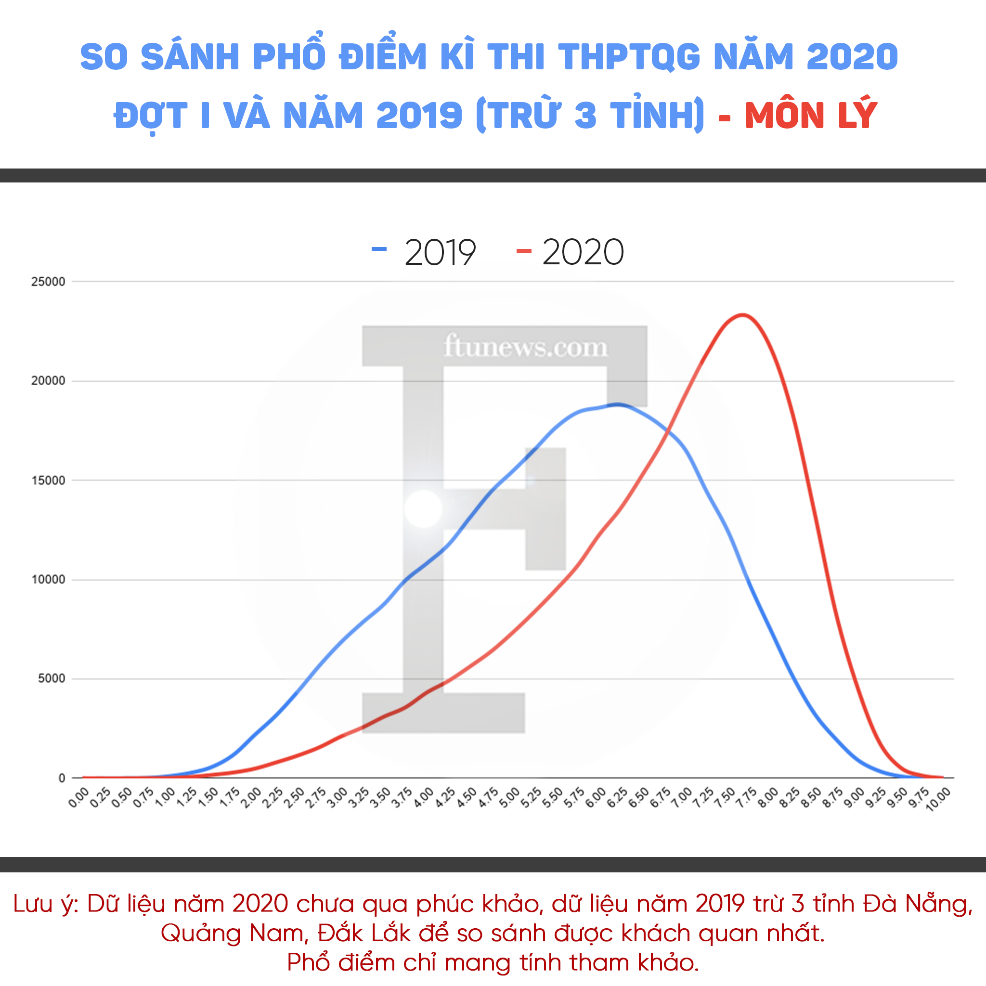 SO SÁNH PHỔ ĐIỂM KÌ THI THPTQG NĂM 2020
ĐỢT I VÀ NĂM 2019 (TRỪ 3 TỈNH) - MÔN LÝ
2019 2020
ftunews.com
25000
20000
15000
10000
5000
0
0.00 0.25 0.50 0.75 1.00 1.25 1.50 1.75 2.00 2.25 2.50 2.75 3.00 3.25 3.50 3.75 4.00 4.25 4.50 4.75 5.00 5.25 5.50 5.75 6.00 6.25 6.50 6.75 7.00 7.25 7.50 7.75 8.00 8.25 8.50 8.75 9.00 9.25 9.50 9.75 10.00
Lưu ý: Dữ liệu năm 2020 chưa qua phúc khảo, dữ liệu năm 2019 trừ 3 tỉnh Đà Nẵng,
Quảng Nam, Đắk Lắk để so sánh được khách quan nhất.
Phổ điểm chỉ mang tính tham khảo.